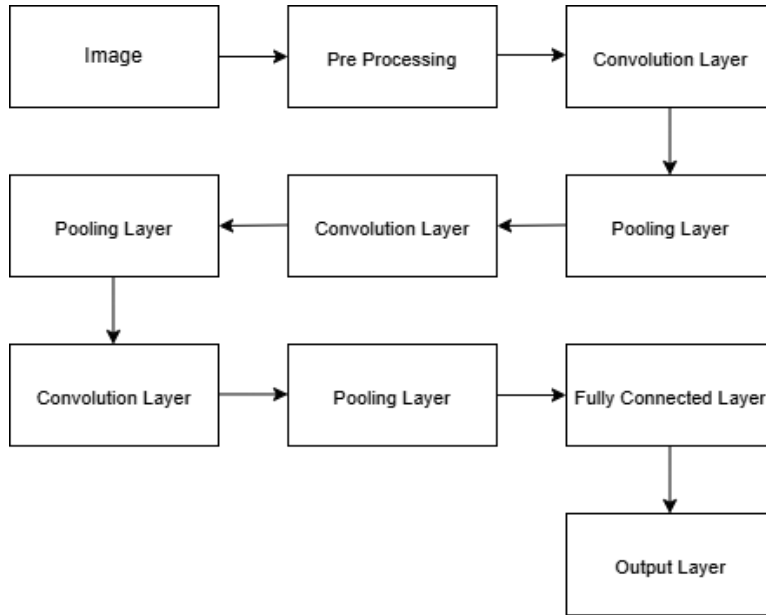 Image
Pre Processing
Convolution Layer
Pooling Layer
Convolution Layer
Pooling Layer
Convolution Layer
Pooling Layer
Fully Connected Layer
Output Layer